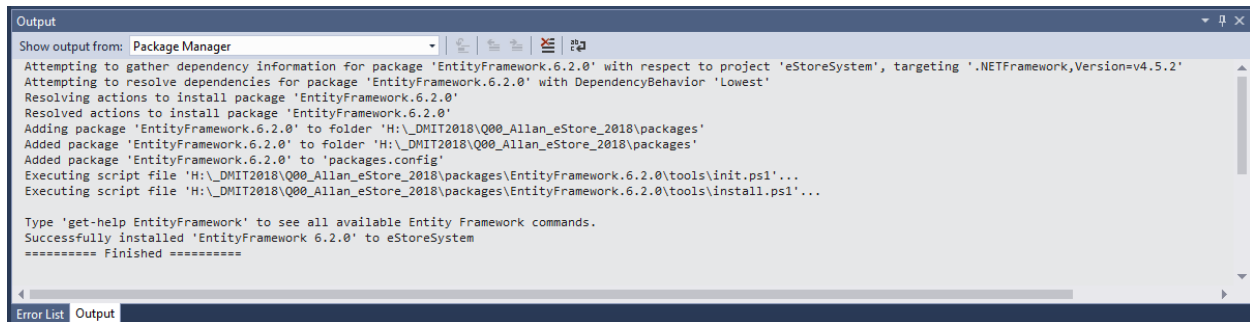 Output
Show output from: Package Manager
Attempting to gather dependency information for package 'EntityFramework.6.2.0' with respect to project 'eStoreSystem', targeting '.NETFramework,Version=v4.5.2'
Attempting to resolve dependencies for package 'EntityFramework.6.2.0' with DependencyBehavior 'Lowest'
Resolving actions to install package 'EntityFramework.6.2.0'
Resolved actions to install package 'EntityFramework.6.2.0'
Adding package 'EntityFramework.6.2.0' to folder 'H:\_DMIT2018\Q00_Allan_eStore_2018\packages'
Added package 'EntityFramework.6.2.0' to folder 'H:\_DMIT2018\Q00_Allan_eStore_2018\packages'
Added package 'EntityFramework.6.2.0' to 'packages.config'
Executing script file 'H:\_DMIT2018\Q00_Allan_eStore_2018\packages\EntityFramework.6.2.0\tools\init.ps1'...
Executing script file 'H:\_DMIT2018\Q00_Allan_eStore_2018\packages\EntityFramework.6.2.0\tools\install.ps1'...
Type 'get-help EntityFramework' to see all available Entity Framework commands.
Successfully installed 'EntityFramework 6.2.0' to eStoreSystem
========== Finished ==========
Error List Output